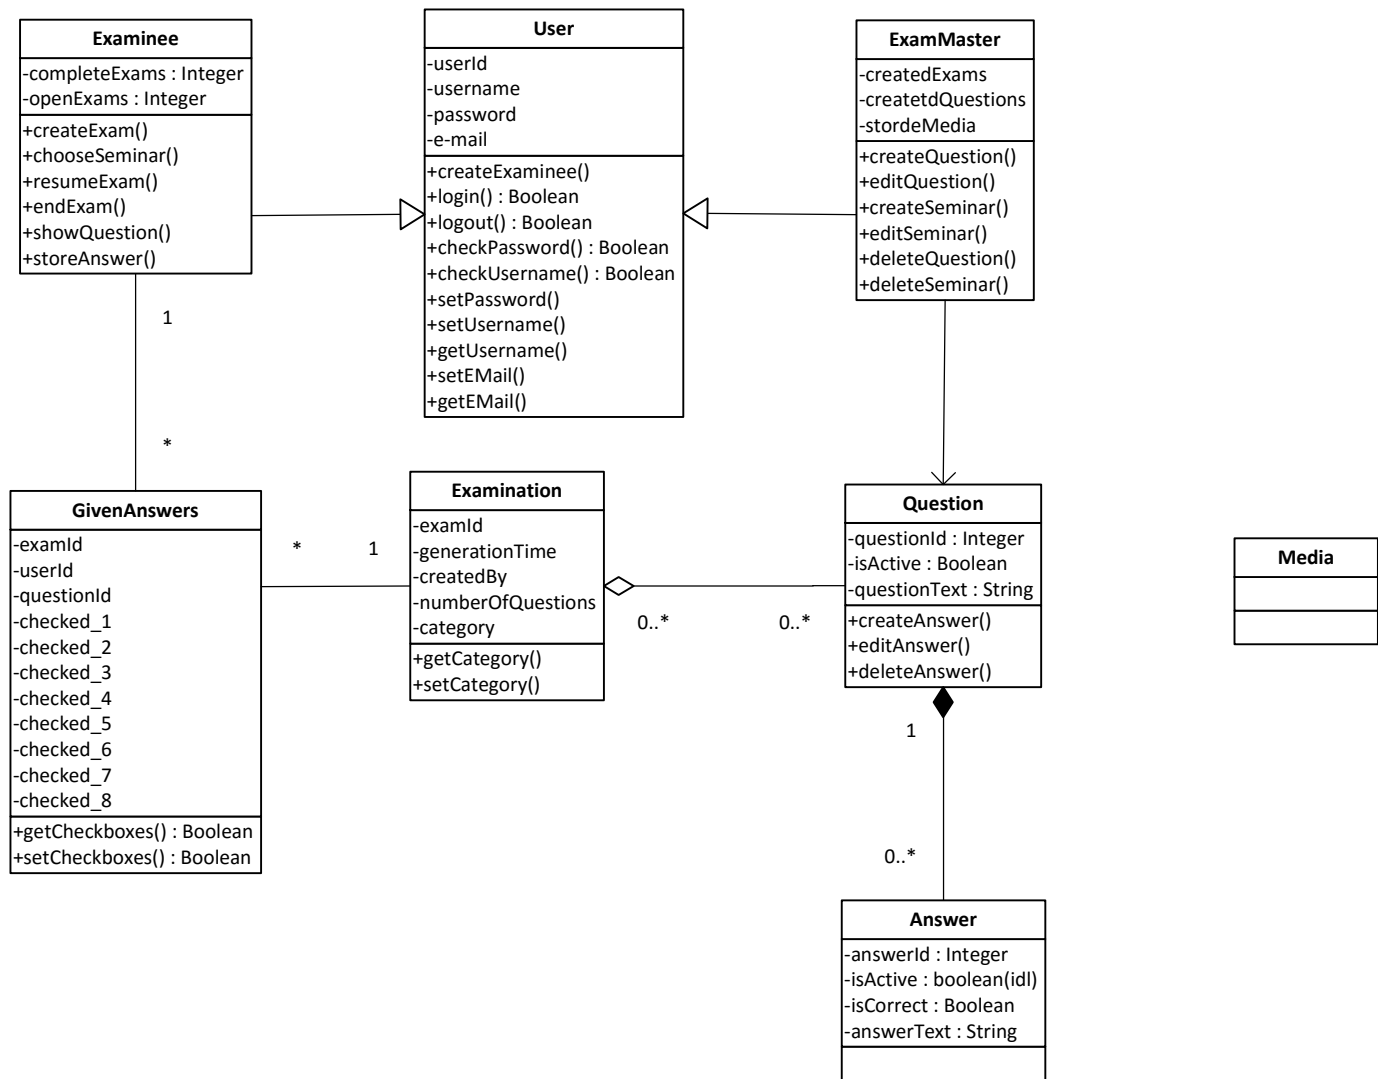 Examinee
-completeExams : Integer
-openExams : Integer
+createExam()
+chooseSeminar()
+resumeExam()
+endExam()
+showQuestion()
+storeAnswer()
User
-userId
-username
-password
-e-mail
+createExaminee()
+login() : Boolean
+logout() : Boolean
+checkPassword() : Boolean
+checkUsername() : Boolean
+setPassword()
+setUsername()
+getUsername()
+setEMail()
+getEMail()
ExamMaster
-createdExams
-createtdQuestions
-stordeMedia
+createQuestion()
+editQuestion()
+createSeminar()
+editSeminar()
+deleteQuestion()
+deleteSeminar()
1
*
GivenAnswers
-examId
-userId
-questionId
-checked_1
-checked_2
-checked_3
-checked_4
-checked_5
-checked_6
-checked_7
-checked_8
+getCheckboxes() : Boolean
+setCheckboxes() : Boolean
*
1
Examination
-examId
-generationTime
-createdBy
-numberOfQuestions
-category
+getCategory()
+setCategory()
0..*
0..*
Question
-questionId : Integer
-isActive : Boolean
-questionText : String
+createAnswer()
+editAnswer()
+deleteAnswer()
Media
1
0..*
Answer
-answerId : Integer
-isActive : boolean(idl)
-isCorrect : Boolean
-answerText : String